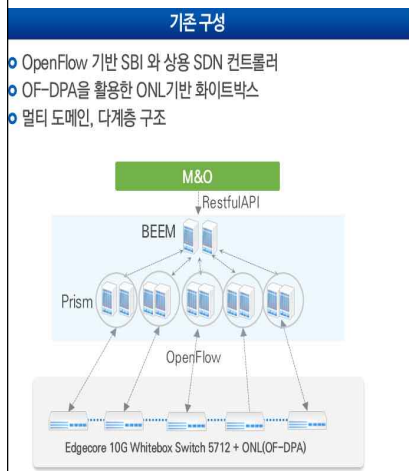 기존 구성
OpenFlow 기반 SBI 와 상용 SDN 컨트롤러
OF-DPA을 활용한 ONL기반 화이트박스
멀티 도메인, 다계층 구조
M&O
RestfulAPI
BEEM
Prism
OpenFlow
Edgecore 10G Whitebox Switch 5712 + ONL(OF-DPA)